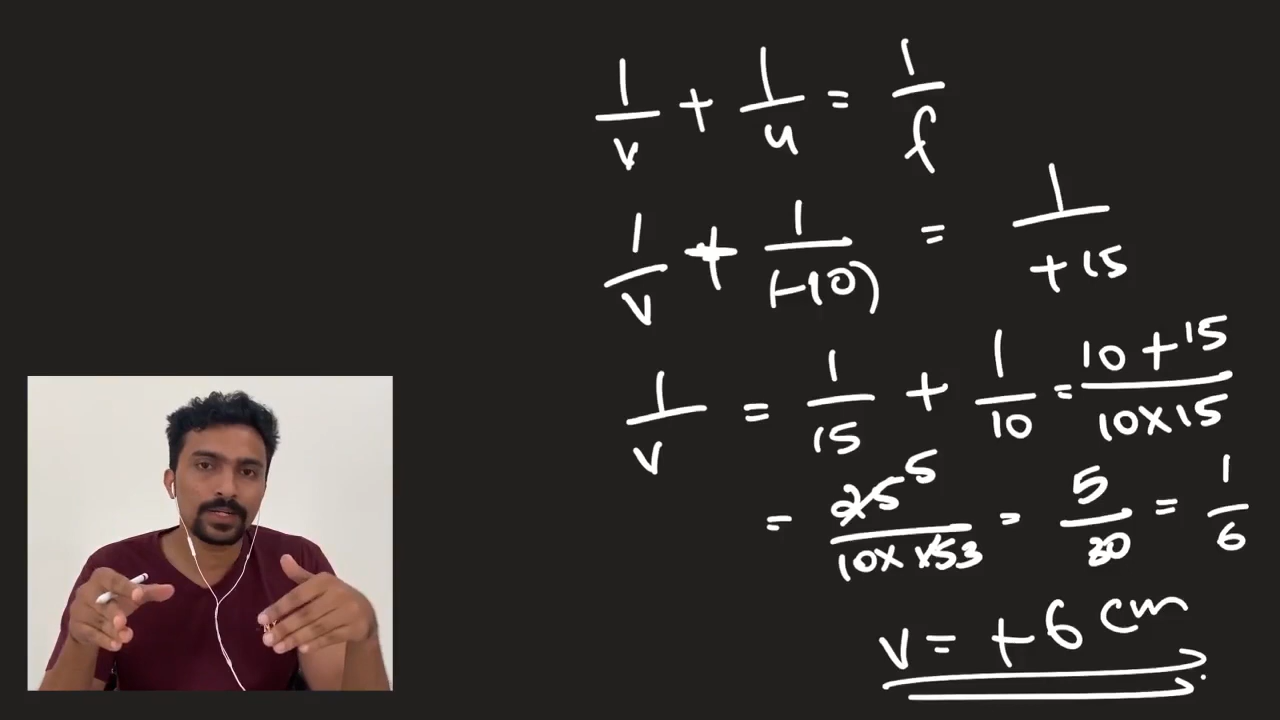 1/v + 1/u = 1/f
1/v + 1/(-10) = 1/+15
1/v = 1/15 + 1/10 = 10+15/10×15
= 25 5/10×15 3 = 5/30 = 1/6
v = +6 cm